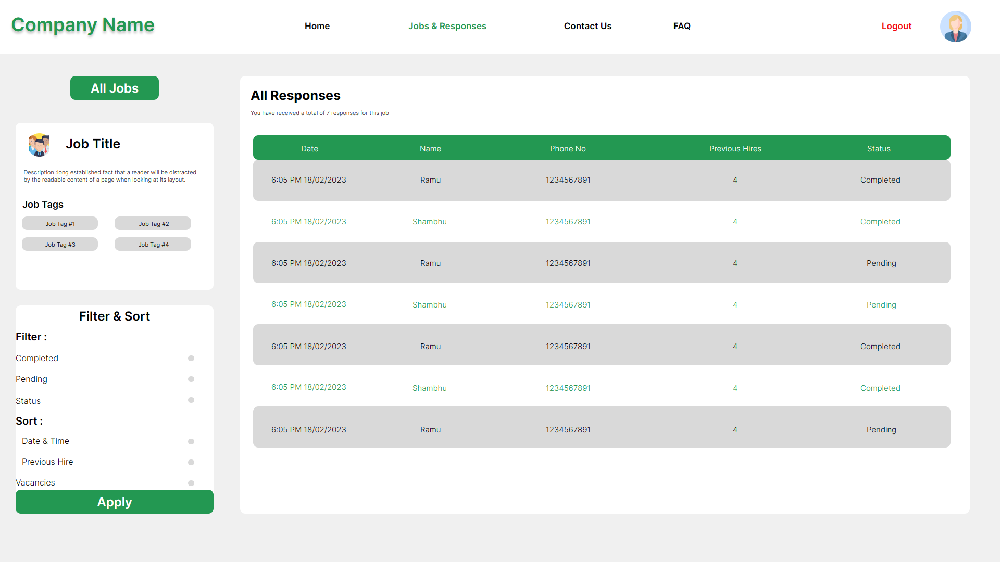 Company Name
Home
Jobs & Responses
Contact Us
FAQ
Logout
All Jobs
Job Title
Description :long established fact that a reader will be distracted
by the readable content of a page when looking at its layout.
Job Tags
Job Tag #1 Job Tag #2
Job Tag #3 Job Tag #4
Filter & Sort
Filter :
Completed
Pending
Status
Sort :
Date & Time
Previous Hire
Vacancies
Apply
All Responses
You have received a total of 7 responses for this job
Date Name Phone No Previous Hires Status
6:05 PM 18/02/2023 Ramu 1234567891 4 Completed
6:05 PM 18/02/2023 Shambhu 1234567891 4 Completed
6:05 PM 18/02/2023 Ramu 1234567891 4 Pending
6:05 PM 18/02/2023 Shambhu 1234567891 4 Pending
6:05 PM 18/02/2023 Ramu 1234567891 4 Completed
6:05 PM 18/02/2023 Shambhu 1234567891 4 Completed
6:05 PM 18/02/2023 Ramu 1234567891 4 Pending